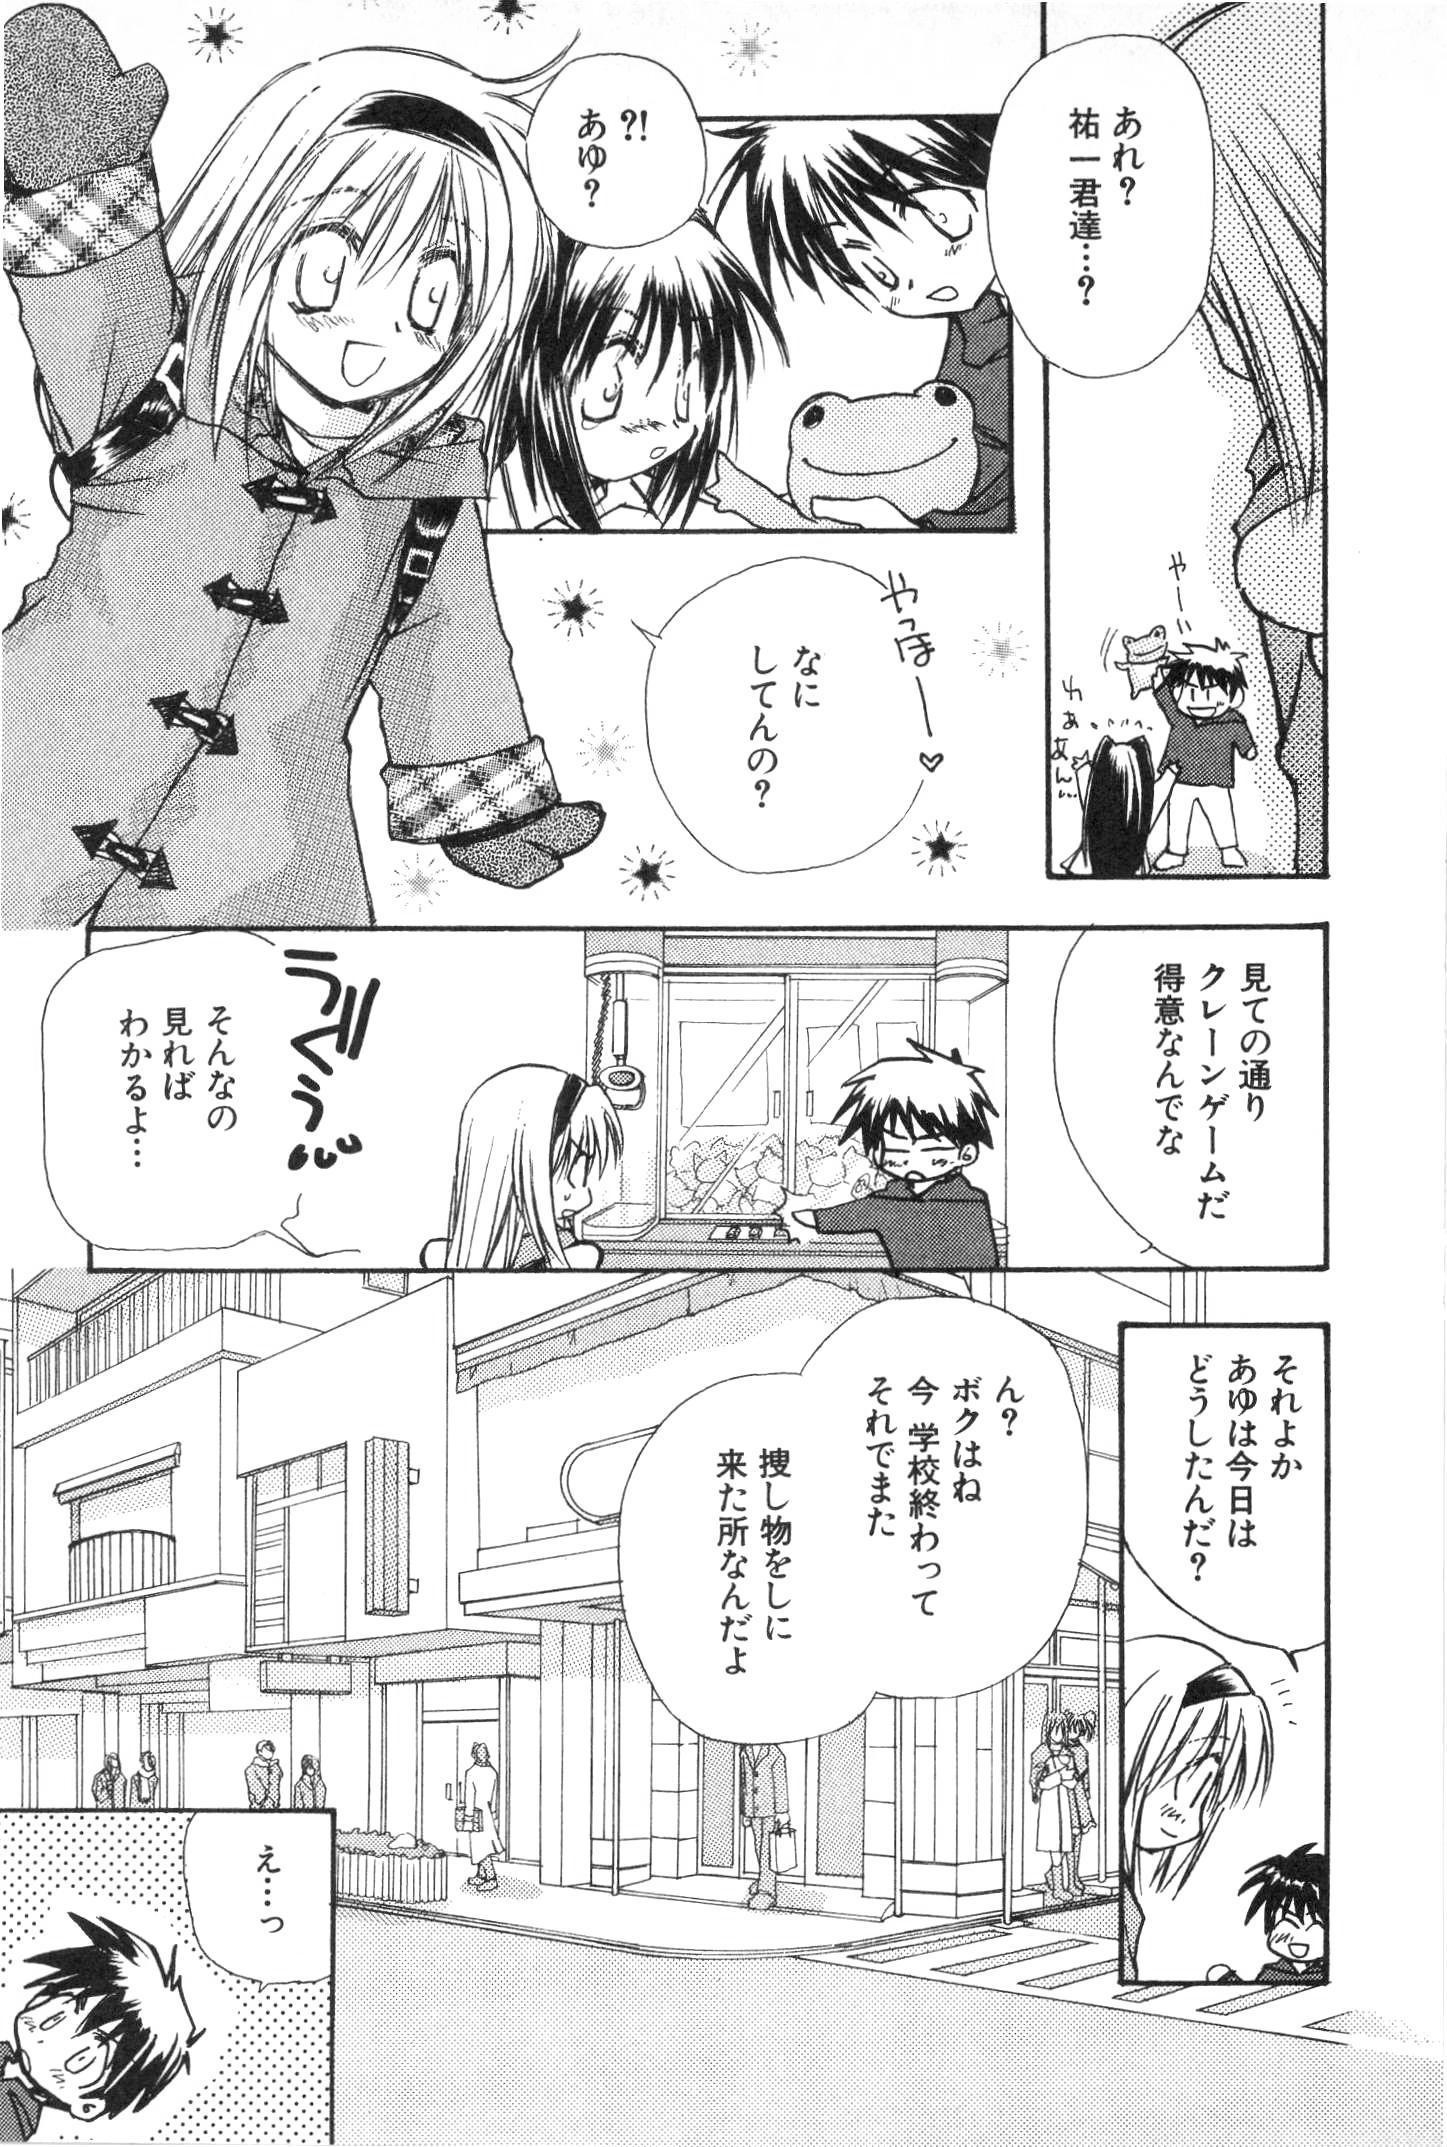 あれ?
祐一君達…?
やーい
わぁあん
?!
あゆ?
やっほー♡
なに
してんの?
見ての通り
クレーンゲームだ
得意なんでな
そんなの
見れば
わかるよ…
それよか
あゆは今日は
どうしたんだ?
ん?
ボクはね
今 学校終わって
それでまた
捜し物をしに
来た所なんだよ
え…っ